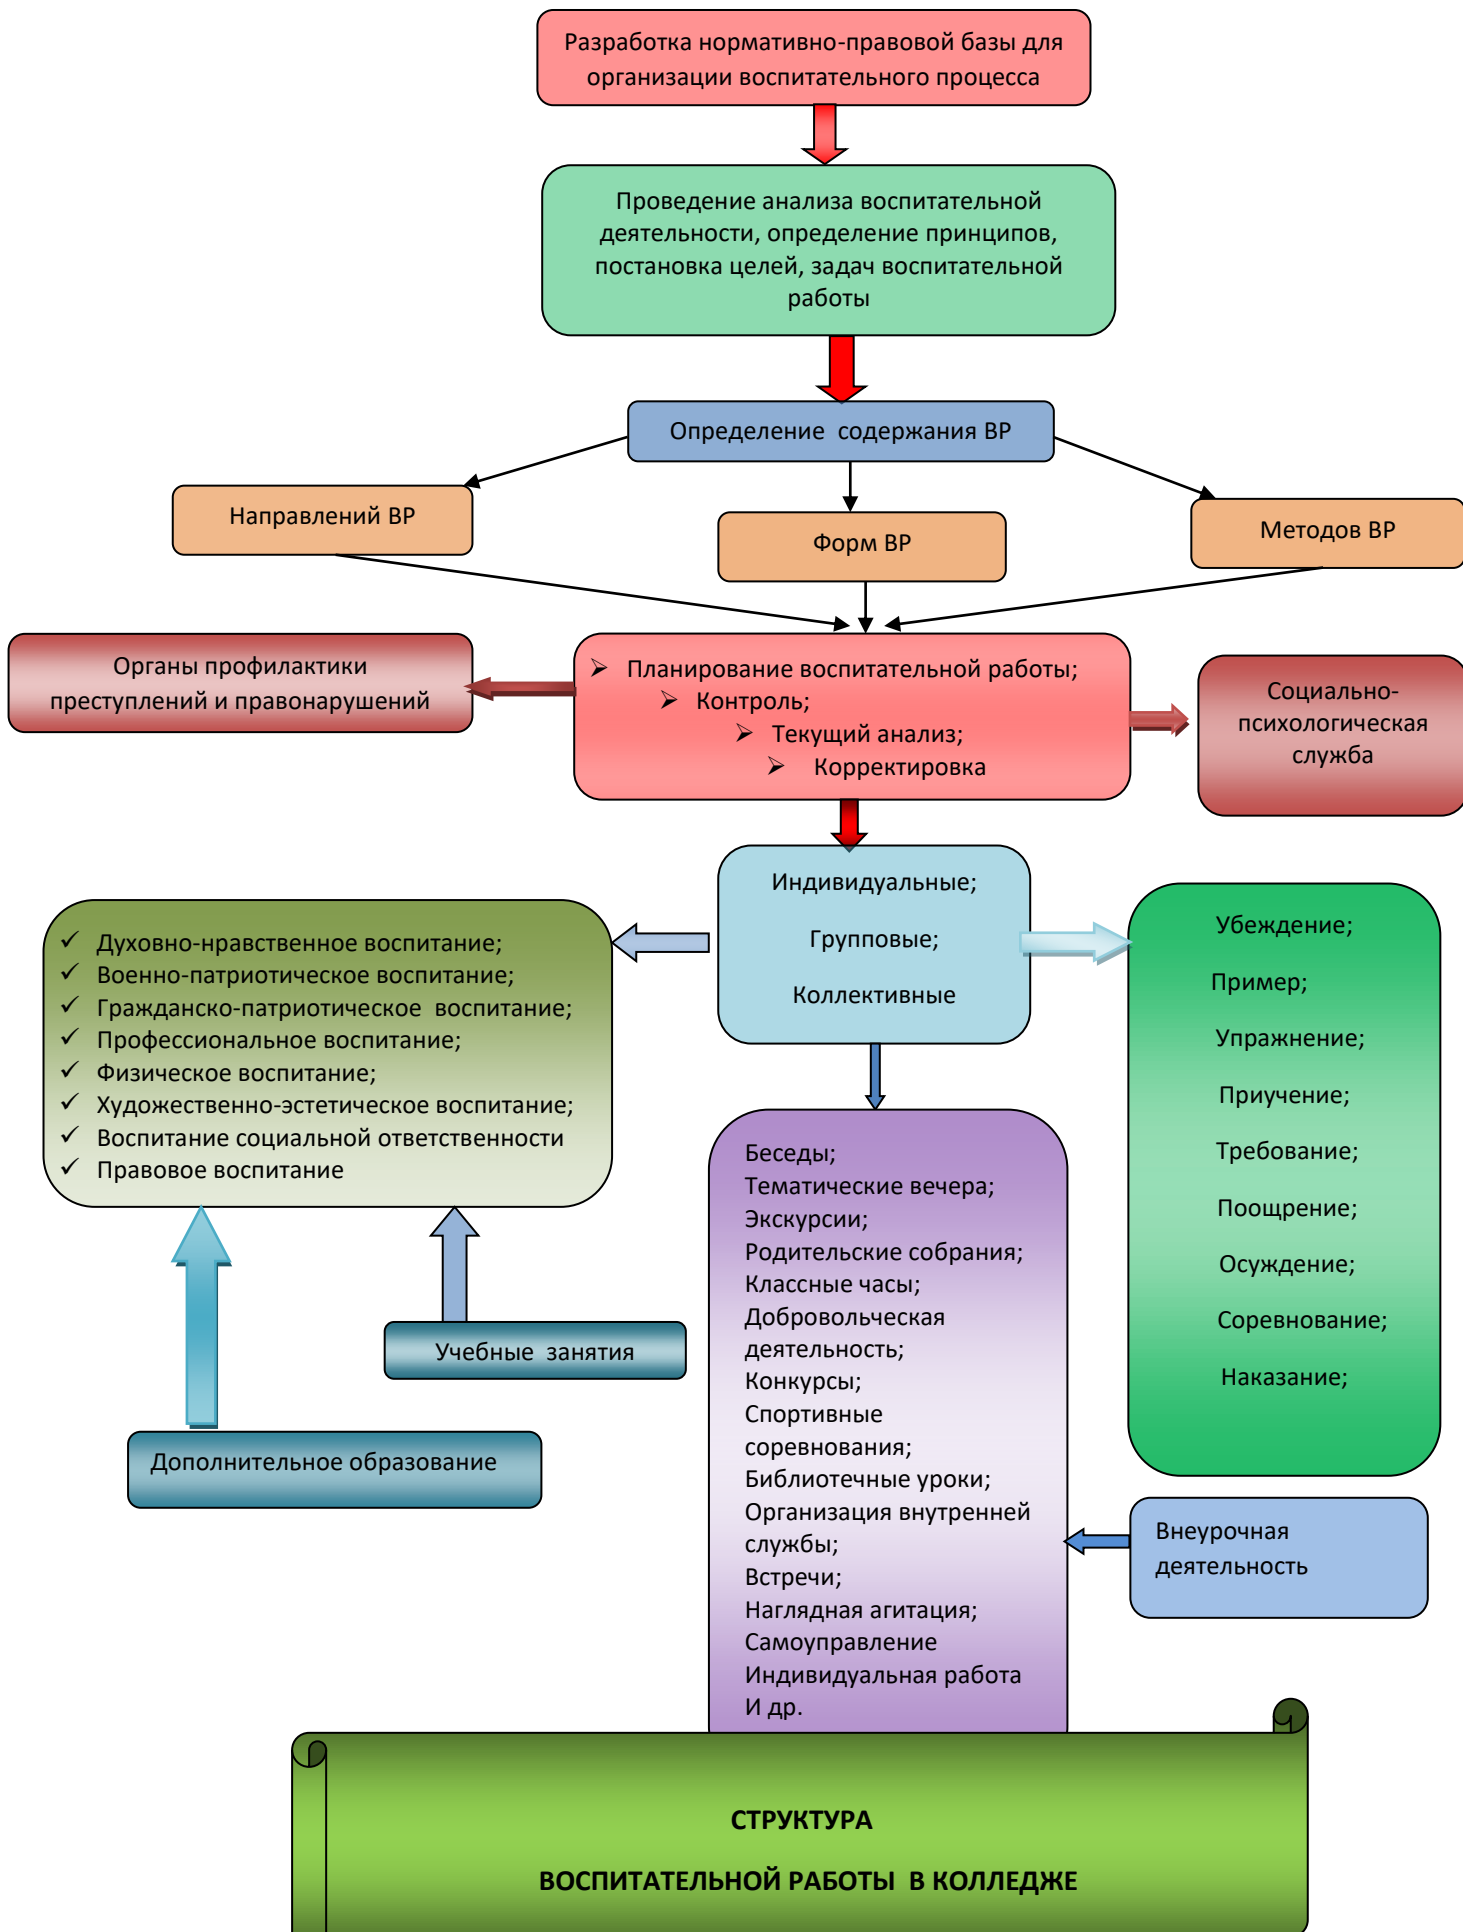 Разработка нормативно-правовой базы для
организации воспитательного процесса
Проведение анализа воспитательной
деятельности, определение принципов,
постановка целей, задач воспитательной
работы
Определение содержания ВР
Направлений ВР
Форм ВР
Методов ВР
Органы профилактики
преступлений и правонарушений
Планирование воспитательной работы;
Контроль;
Текущий анализ;
Корректировка
Социально-
психологическая
служба
Индивидуальные;
Групповые;
Коллективные
Духовно-нравственное воспитание;
Военно-патриотическое воспитание;
Гражданско-патриотическое воспитание;
Профессиональное воспитание;
Физическое воспитание;
Художественно-эстетическое воспитание;
Воспитание социальной ответственности
Правовое воспитание
Убеждение;
Пример;
Упражнение;
Приучение;
Требование;
Поощрение;
Осуждение;
Соревнование;
Наказание;
Беседы;
Тематические вечера;
Экскурсии;
Родительские собрания;
Классные часы;
Добровольческая
деятельность;
Конкурсы;
Спортивные
соревнования;
Библиотечные уроки;
Организация внутренней
службы;
Встречи;
Наглядная агитация;
Самоуправление
Индивидуальная работа
И др.
Учебные занятия
Дополнительное образование
Внеурочная
деятельность
СТРУКТУРА
ВОСПИТАТЕЛЬНОЙ РАБОТЫ В КОЛЛЕДЖЕ